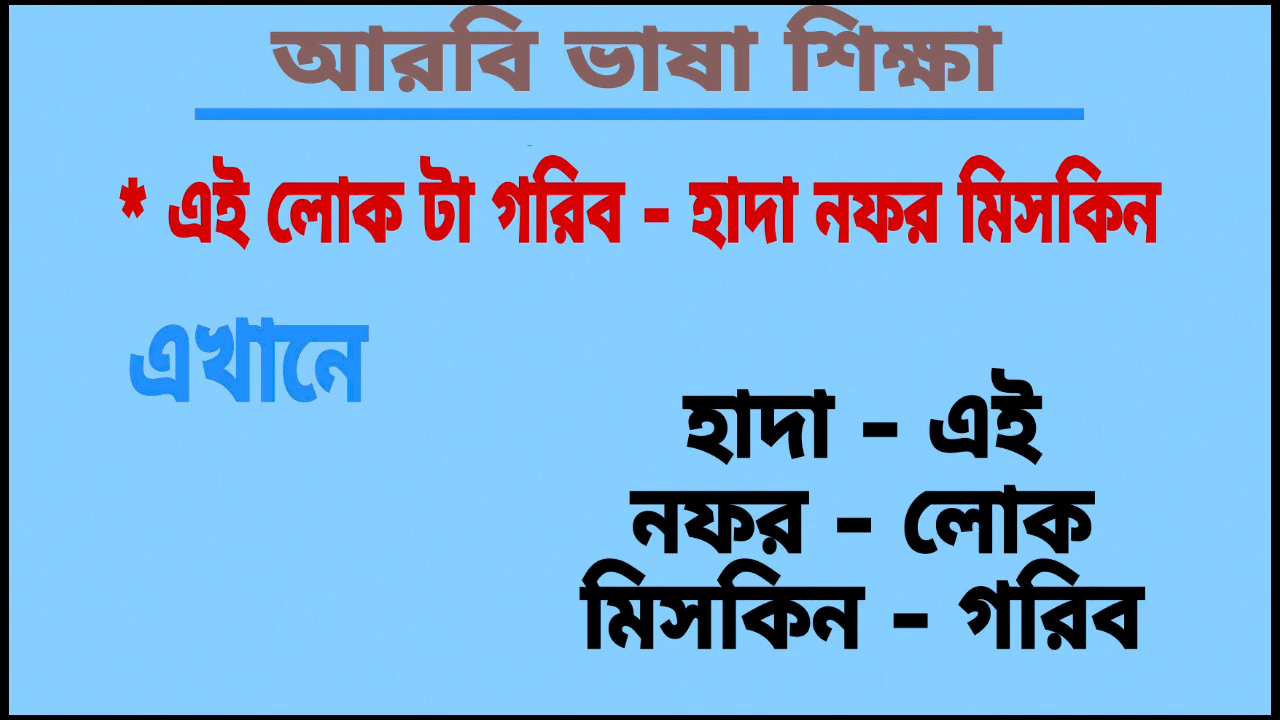 আরবি ভাষা শিক্ষা
* এই লোক টা গরিব - হাদা নফর মিসকিন
এখানে
হাদা - এই
নফর - লোক
মিসকিন - গরিব